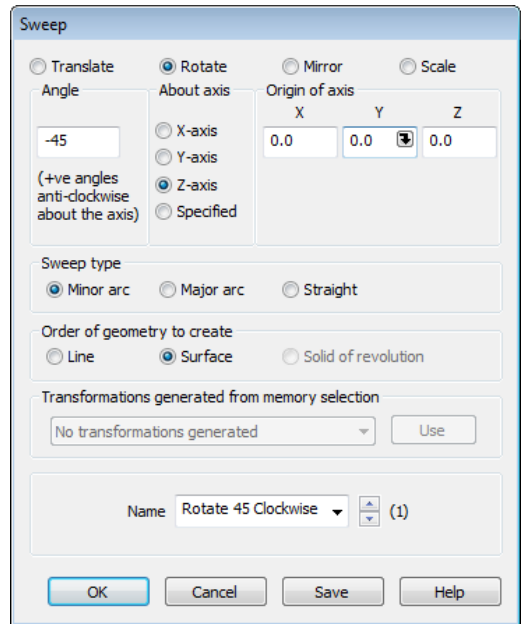 Sweep
Translate Rotate Mirror Scale
Angle About axis Origin of axis
X Y Z
-45 X-axis 0.0 0.0 0.0
Y-axis
(+ve angles Z-axis
anti-clockwise
about the axis) Specified
Sweep type
Minor arc Major arc Straight
Order of geometry to create
Line Surface Solid of revolution
Transformations generated from memory selection
No transformations generated Use
Name Rotate 45 Clockwise (1)
OK Cancel Save Help